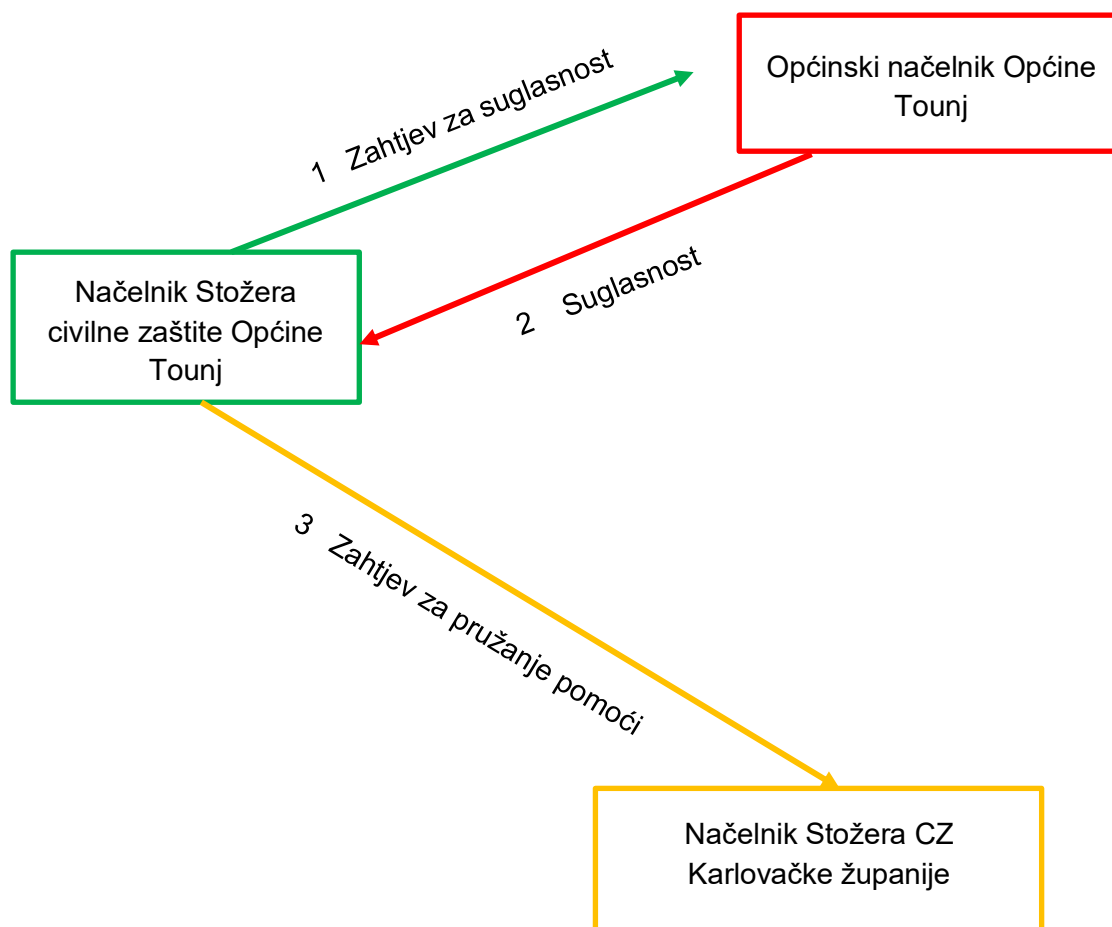 Općinski načelnik Općine
Tounj
1 Zahtjev za suglasnost
2 Suglasnost
Načelnik Stožera
civilne zaštite Općine
Tounj
3 Zahtjev za pružanje pomoći
Načelnik Stožera CZ
Karlovačke županije